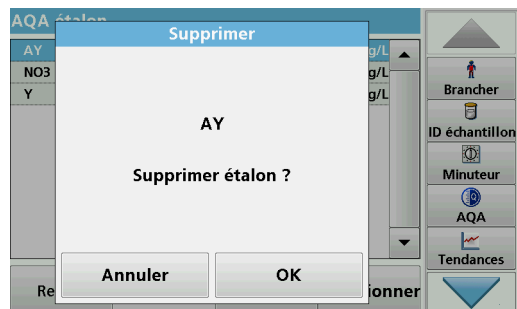 AQA étalon
Supprimer
AY
g/L
NO3
g/L
Y
g/L
AY
Supprimer étalon ?
Annuler
OK
Re
ionner
Brancher
ID échantillon
Minuteur
AQA
Tendances